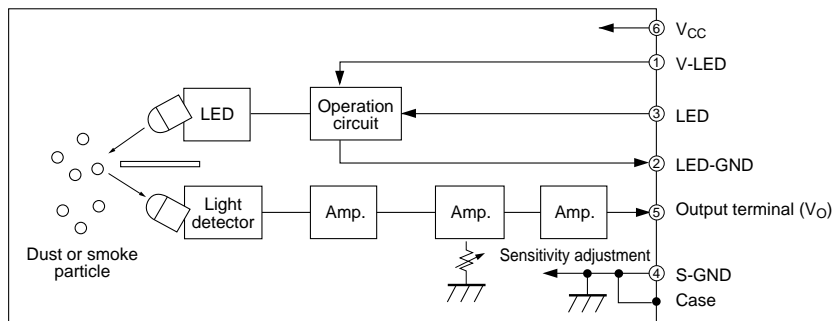 6 VCC
1 V-LED
LED
Operation
circuit
3 LED
2 LED-GND
Light
detector
Amp.
Amp.
Amp.
5 Output terminal (VO)
Dust or smoke
particle
Sensitivity adjustment
4 S-GND
Case